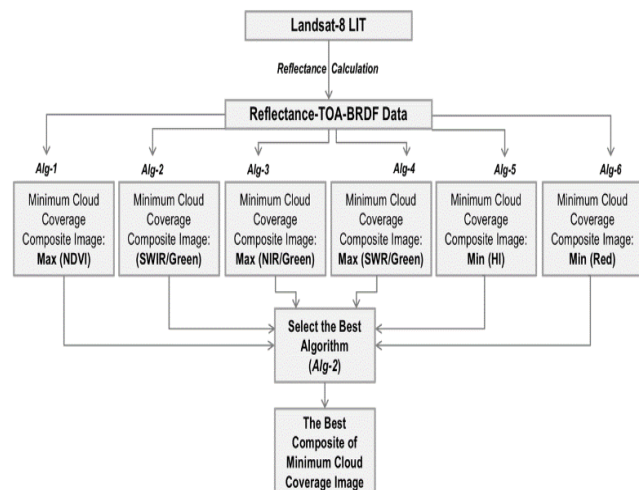 Landsat-8 LIT
Reflectance Calculation
Reflectance-TOA-BRDF Data
Alg-1
Minimum Cloud
Coverage
Composite Image:
Max (NDVI)
Alg-2
Minimum Cloud
Coverage
Composite Image:
(SWIR/Green)
Alg-3
Minimum Cloud
Coverage
Composite Image:
Max (NIR/Green)
Alg-4
Minimum Cloud
Coverage
Composite Image:
Max (SWR/Green)
Alg-5
Minimum Cloud
Coverage
Composite Image:
Min (HI)
Alg-6
Minimum Cloud
Coverage
Composite Image:
Min (Red)
Select the Best
Algorithm
(Alg-2)
The Best
Composite of
Minimum Cloud
Coverage Image